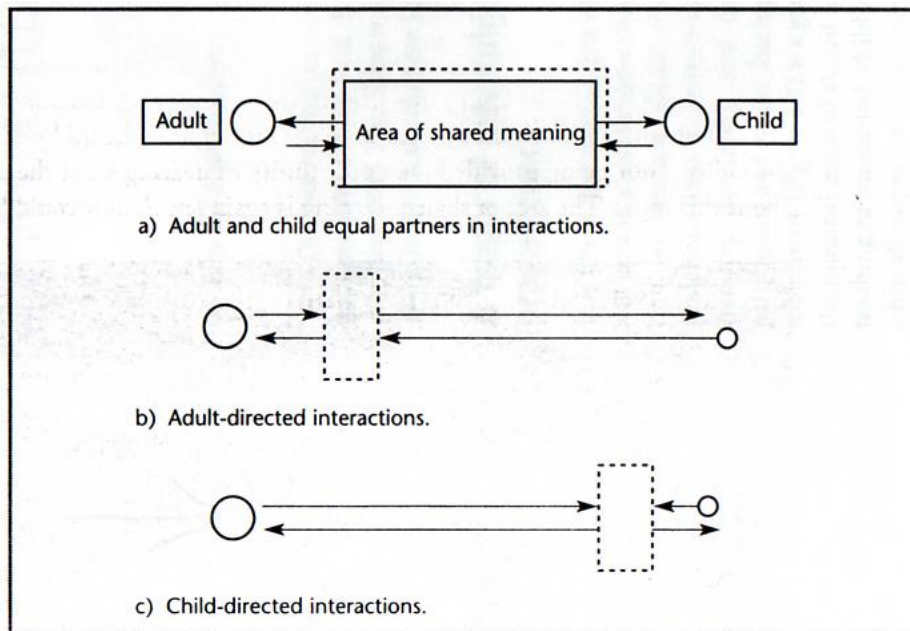 Adult
Area of shared meaning
Child
a) Adult and child equal partners in interactions.
b) Adult-directed interactions.
c) Child-directed interactions.